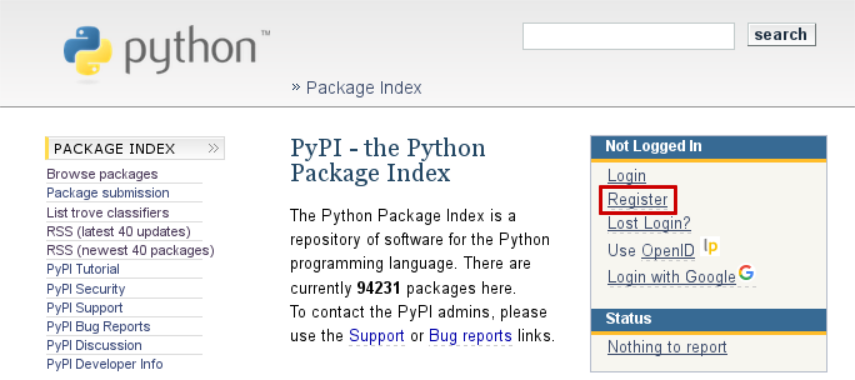 python™
search
» Package Index
PACKAGE INDEX »
Browse packages
Package submission
List trove classifiers
RSS (latest 40 updates)
RSS (newest 40 packages)
PyPI Tutorial
PyPI Security
PyPI Support
PyPI Bug Reports
PyPI Discussion
PyPI Developer Info
PyPI - the Python
Package Index
The Python Package Index is a
repository of software for the Python
programming language. There are
currently 94231 packages here.
To contact the PyPI admins, please
use the Support or Bug reports links.
Not Logged In
Login
Register
Lost Login?
Use OpenID lp
Login with Google G
Status
Nothing to report